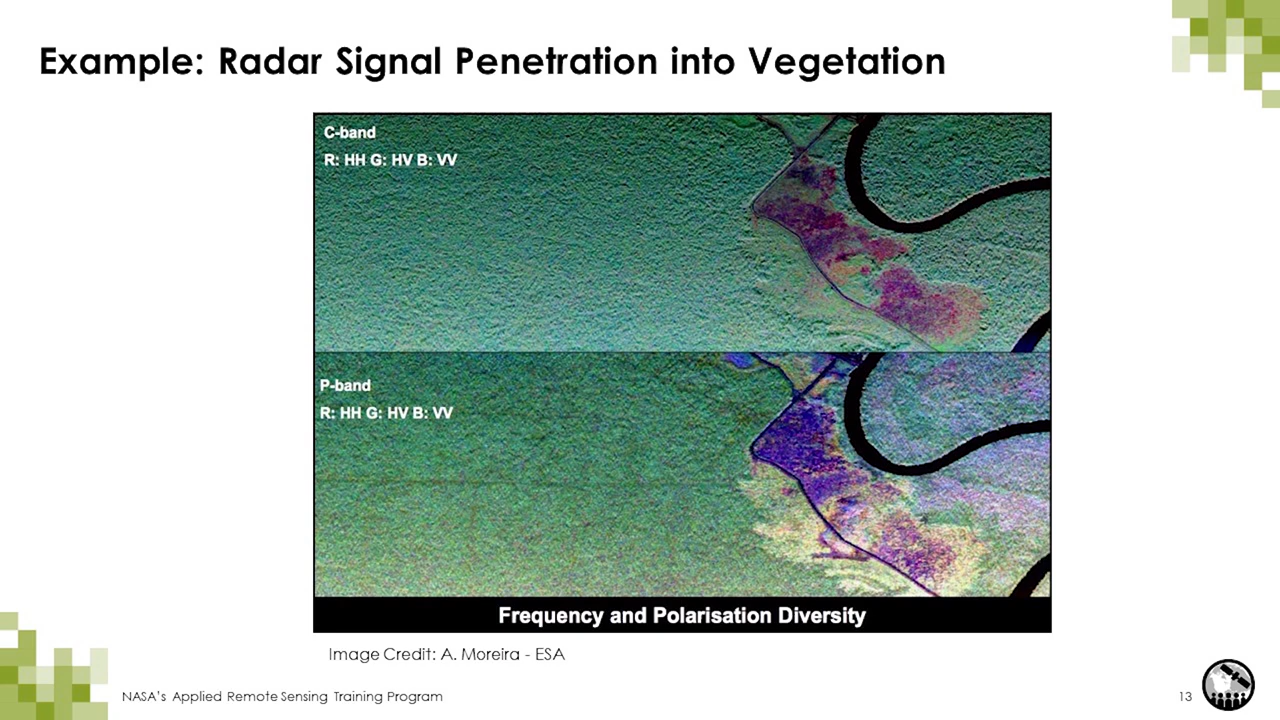 Example: Radar Signal Penetration into Vegetation
C-band
R: HH G: HV B: VV
P-band
R: HH G: HV B: VV
Frequency and Polarisation Diversity
Image Credit: A. Moreira - ESA
NASA's Applied Remote Sensing Training Program
13